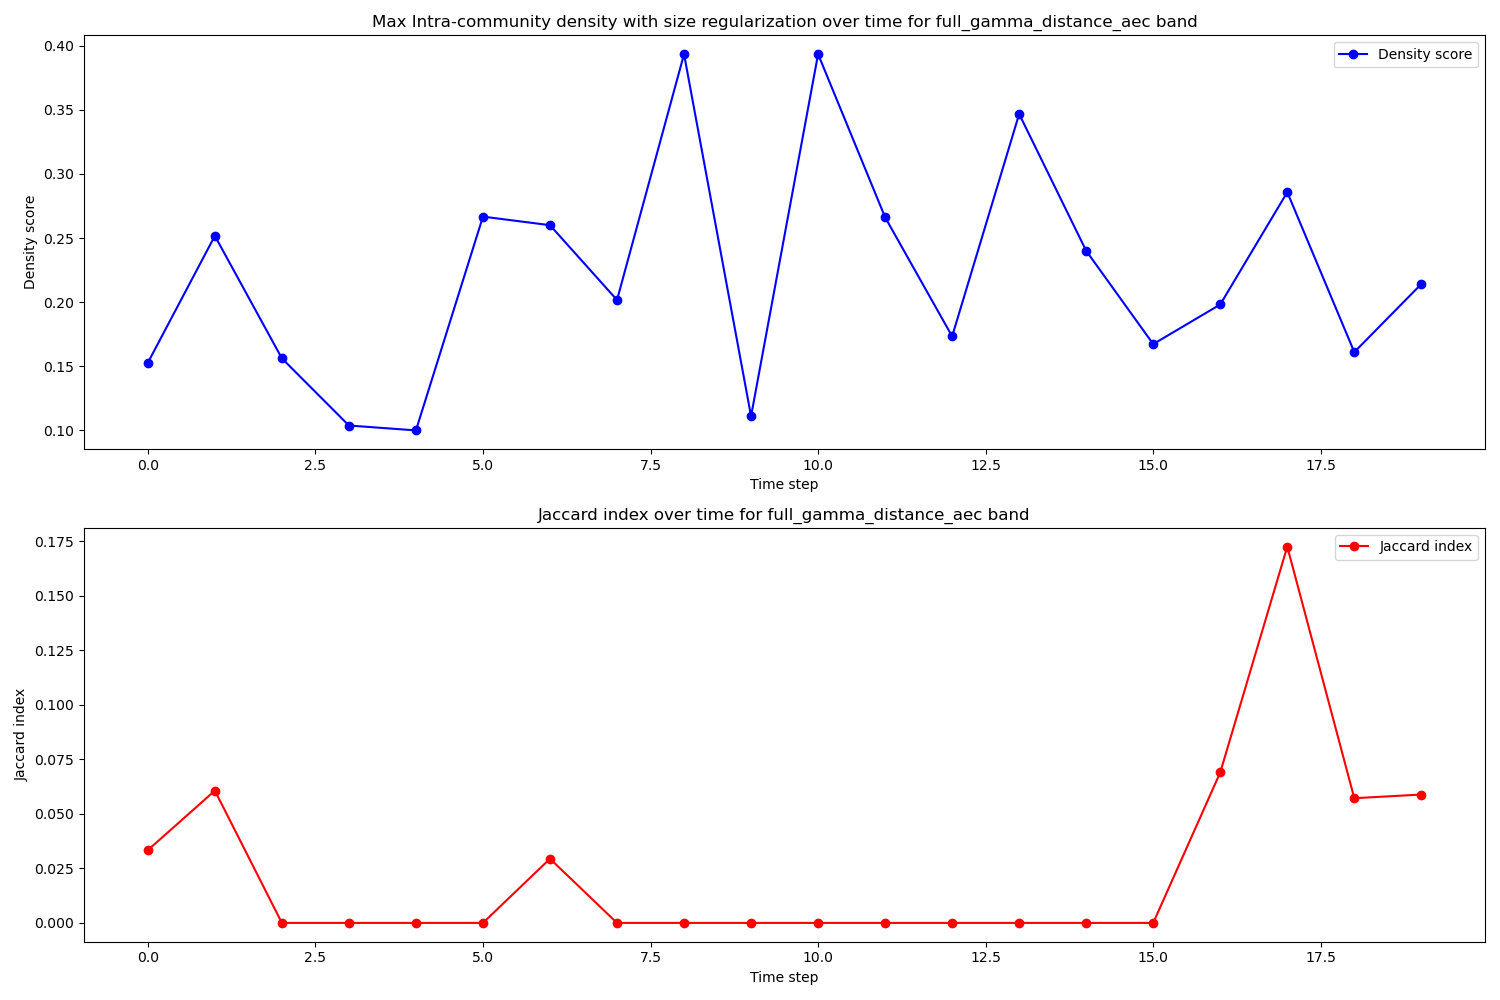 Max Intra-community density with size regularization over time for full_gamma_distance_aec band
Density score
0.40
0.35
0.30
0.25
0.20
0.15
0.10
Density score
0.0 2.5 5.0 7.5 10.0 12.5 15.0 17.5
Time step
Jaccard index over time for full_gamma_distance_aec band
Jaccard index
0.175
0.150
0.125
0.100
0.075
0.050
0.025
0.000
Jaccard index
0.0 2.5 5.0 7.5 10.0 12.5 15.0 17.5
Time step